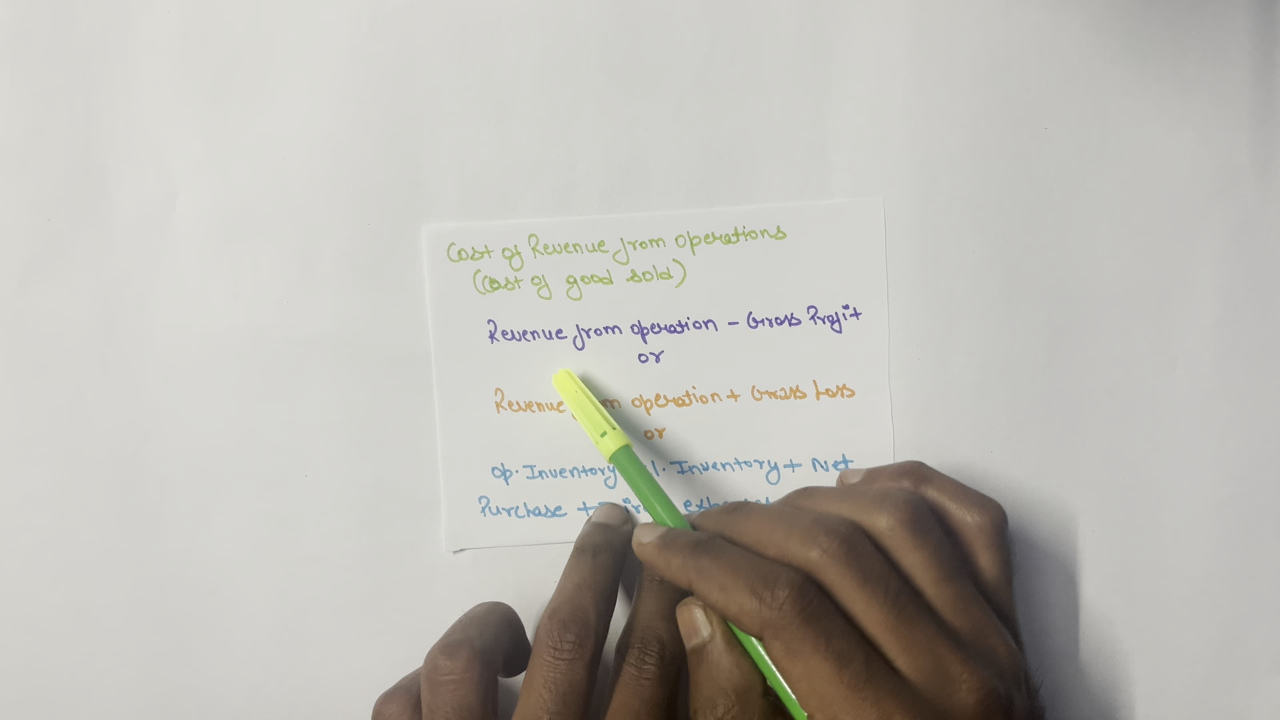 Cost of Revenue from operations
(Cost of good sold)
Revenue from operation - Gross Profit
or
Revenue operation + Gross Loss
or
op. Inventory Inventory + Net
Purchase +